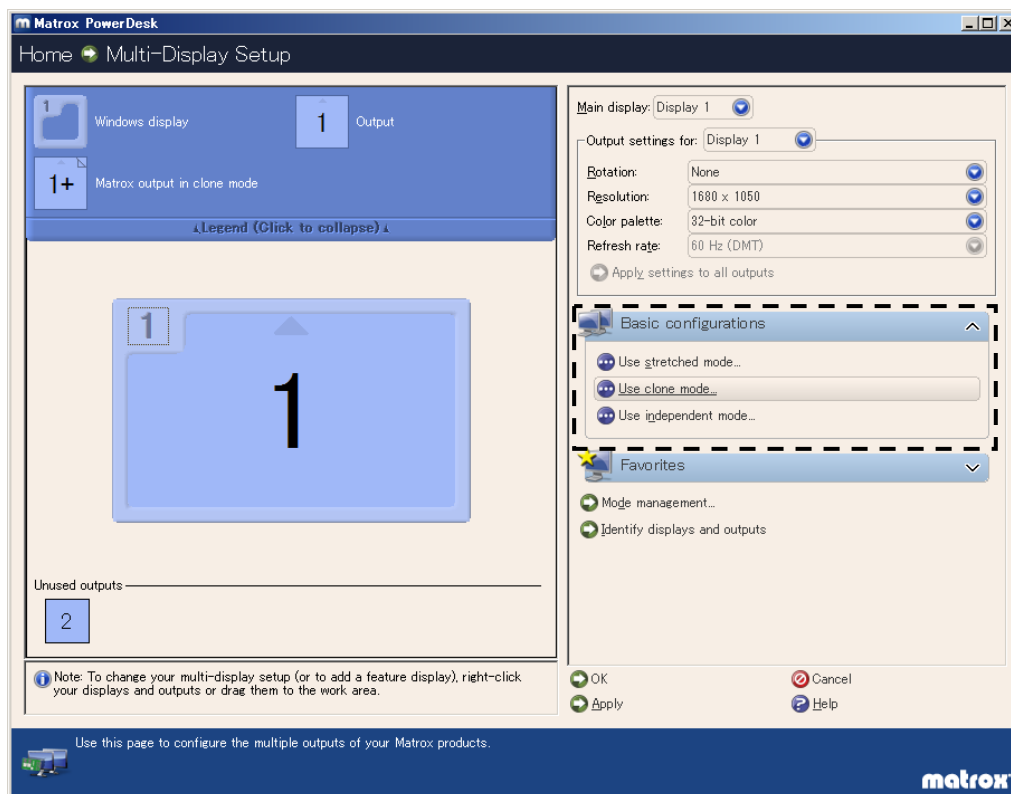 Matrox PowerDesk
Home Multi-Display Setup
1 Windows display
1 Output
1+ Matrox output in clone mode
Legend (Click to collapse)
1
1
Unused outputs
2
Note: To change your multi-display setup (or to add a feature display), right-click
your displays and outputs or drag them to the work area.
Main display: Display 1
Output settings for: Display 1
Rotation: None
Resolution: 1680 x 1050
Color palette: 32-bit color
Refresh rate: 60 Hz (DMT)
Apply settings to all outputs
Basic configurations
Use stretched mode...
Use clone mode...
Use independent mode...
Favorites
Mode management...
Identify displays and outputs
OK Cancel
Apply Help
Use this page to configure the multiple outputs of your Matrox products.
matrox